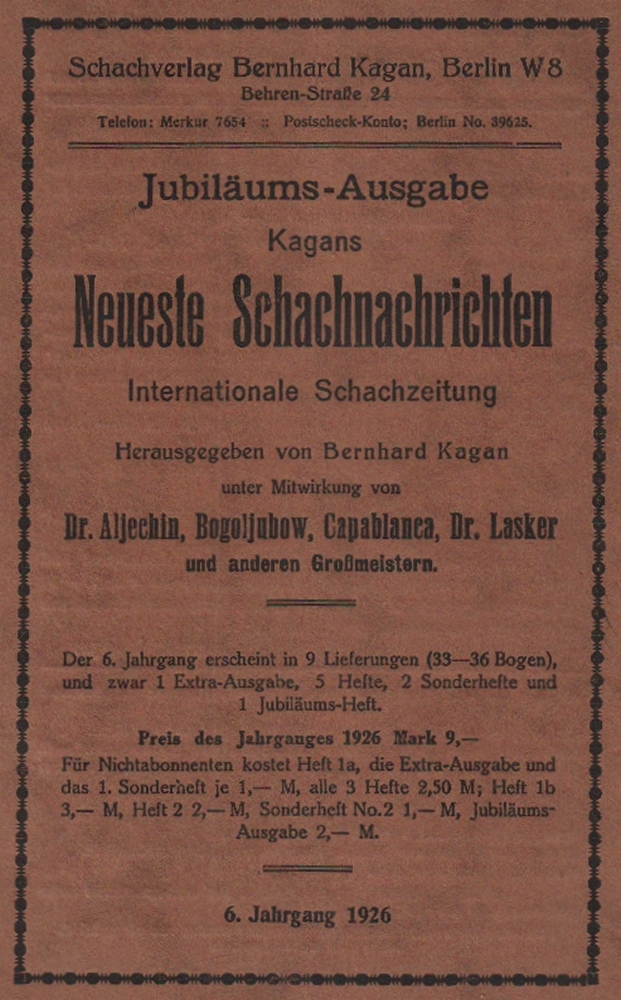 Schachverlag Bernhard Kagan, Berlin W8
Behren-Straße 24
Telefon: Merkur 7654 :: Postscheck-Konto; Berlin No. 39625.
Jubiläums-Ausgabe
Kagans
Neueste Schachnachrichten
Internationale Schachzeitung
Herausgegeben von Bernhard Kagan
unter Mitwirkung von
Dr. Aljechin, Bogoljubow, Capablanca, Dr. Lasker
und anderen Großmeistern.
Der 6. Jahrgang erscheint in 9 Lieferungen (33—36 Bogen),
und zwar 1 Extra-Ausgabe, 5 Hefte, 2 Sonderhefte und
1 Jubiläums-Heft.
Preis des Jahrganges 1926 Mark 9,—
Für Nichtabonnenten kostet Heft 1a, die Extra-Ausgabe und
das 1. Sonderheft je 1,— M, alle 3 Hefte 2,50 M; Heft 1b
3,— M, Heft 2 2,— M, Sonderheft No. 2 1,— M, Jubiläums-
Ausgabe 2,— M.
6. Jahrgang 1926